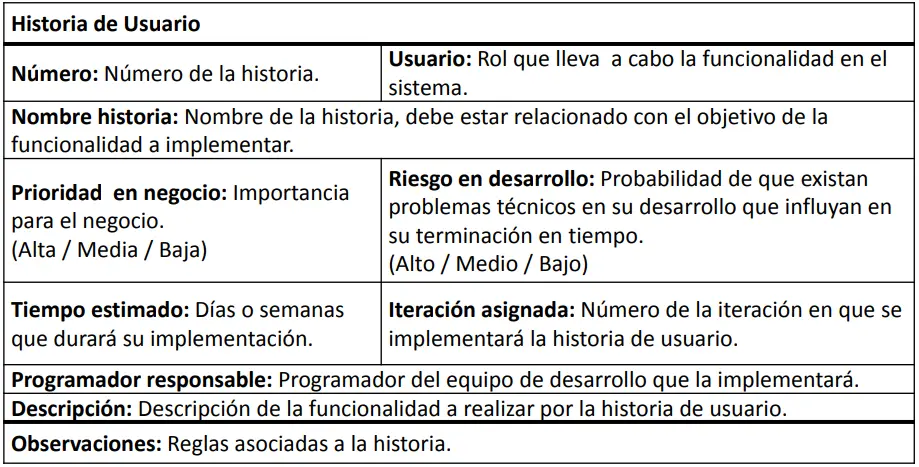 Historia de Usuario
Número: Número de la historia.
Usuario: Rol que lleva a cabo la funcionalidad en el
sistema.
Nombre historia: Nombre de la historia, debe estar relacionado con el objetivo de la
funcionalidad a implementar.
Prioridad en negocio: Importancia
para el negocio.
(Alta / Media / Baja)
Riesgo en desarrollo: Probabilidad de que existan
problemas técnicos en su desarrollo que influyan en
su terminación en tiempo.
(Alto / Medio / Bajo)
Tiempo estimado: Días o semanas
que durará su implementación.
Iteración asignada: Número de la iteración en que se
implementará la historia de usuario.
Programador responsable: Programador del equipo de desarrollo que la implementará.
Descripción: Descripción de la funcionalidad a realizar por la historia de usuario.
Observaciones: Reglas asociadas a la historia.